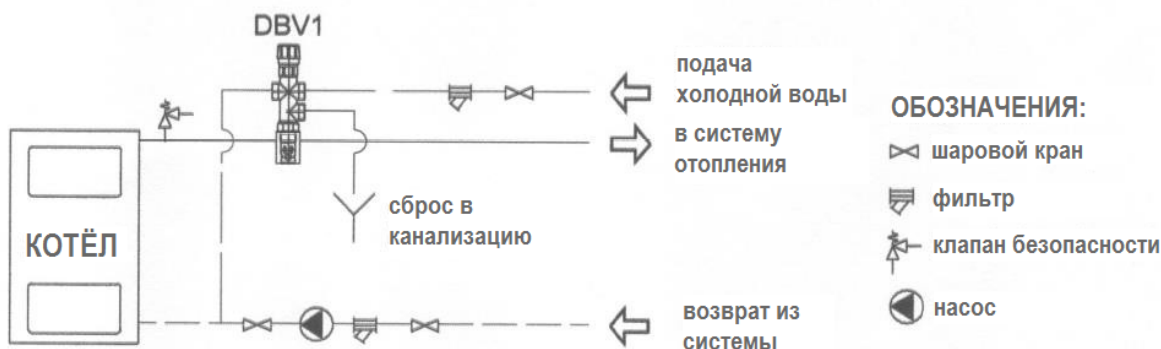 DBV1
подача
холодной воды
в систему
отопления
сброс в
канализацию
КОТЁЛ
возврат из
системы
ОБОЗНАЧЕНИЯ:
шаровой кран
фильтр
клапан безопасности
насос